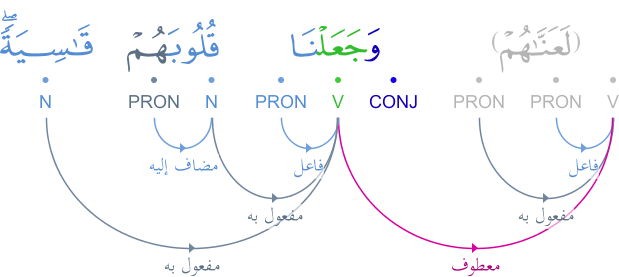 (لَعَنَّـٰهُمْ) وَجَعَلْنَا قُلُوبَهُمْ قَـٰسِيَةً ۖ
V PRON PRON CONJ V PRON N PRON N
فاعل فاعل مضاف إليه
مفعول به مفعول به
معطوف مفعول به